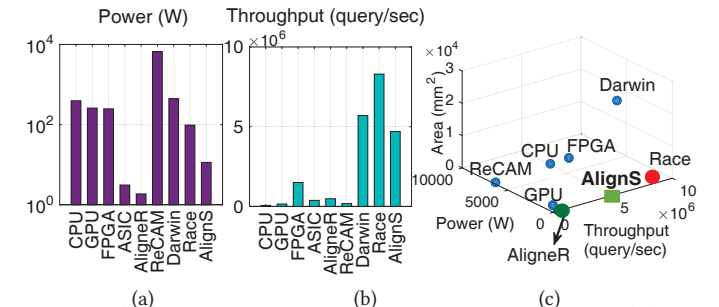 Power (W)
10^4
10^2
10^0
CPU
GPU
FPGA
ASIC
AligneR
ReCAM
Darwin
Race
AlignS
(a)
Throughput (query/sec)
×10^6
10
5
0
CPU
GPU
FPGA
ASIC
AligneR
ReCAM
Darwin
Race
AlignS
(b)
×10^4
3
2
1
0
Area (mm^2)
Darwin
CPU
FPGA
ReCAM
Race
AlignS
GPU
10000
5000
0
0
5
10
×10^6
Power (W)
Throughput
(query/sec)
AligneR
(c)